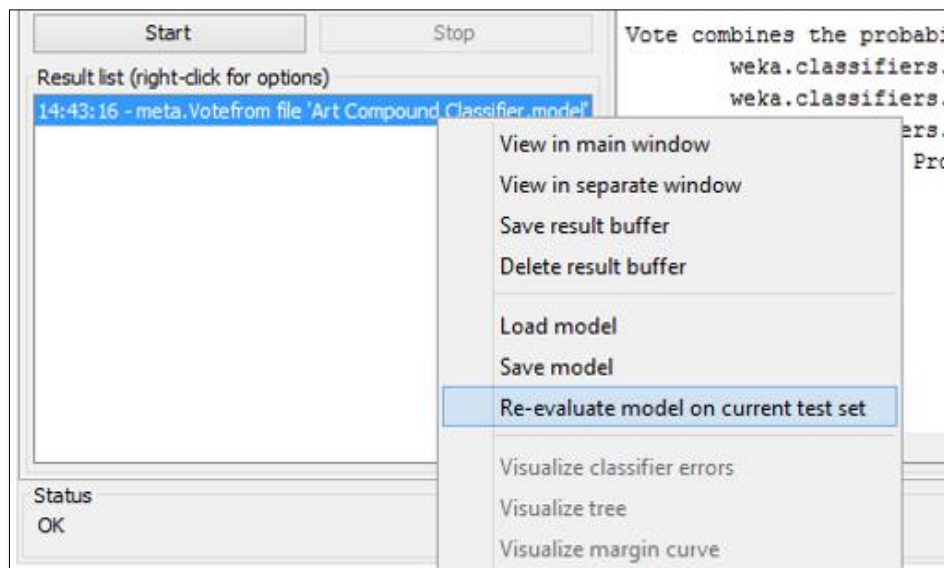 Start
Stop
Result list (right-click for options)
14:43:16 - meta.Votefrom file 'Art Compound Classifier.model'
View in main window
View in separate window
Save result buffer
Delete result buffer
Load model
Save model
Re-evaluate model on current test set
Visualize classifier errors
Visualize tree
Visualize margin curve
Status
OK
Vote combines the probabi
weka.classifiers.
weka.classifiers.
ers.
Pro